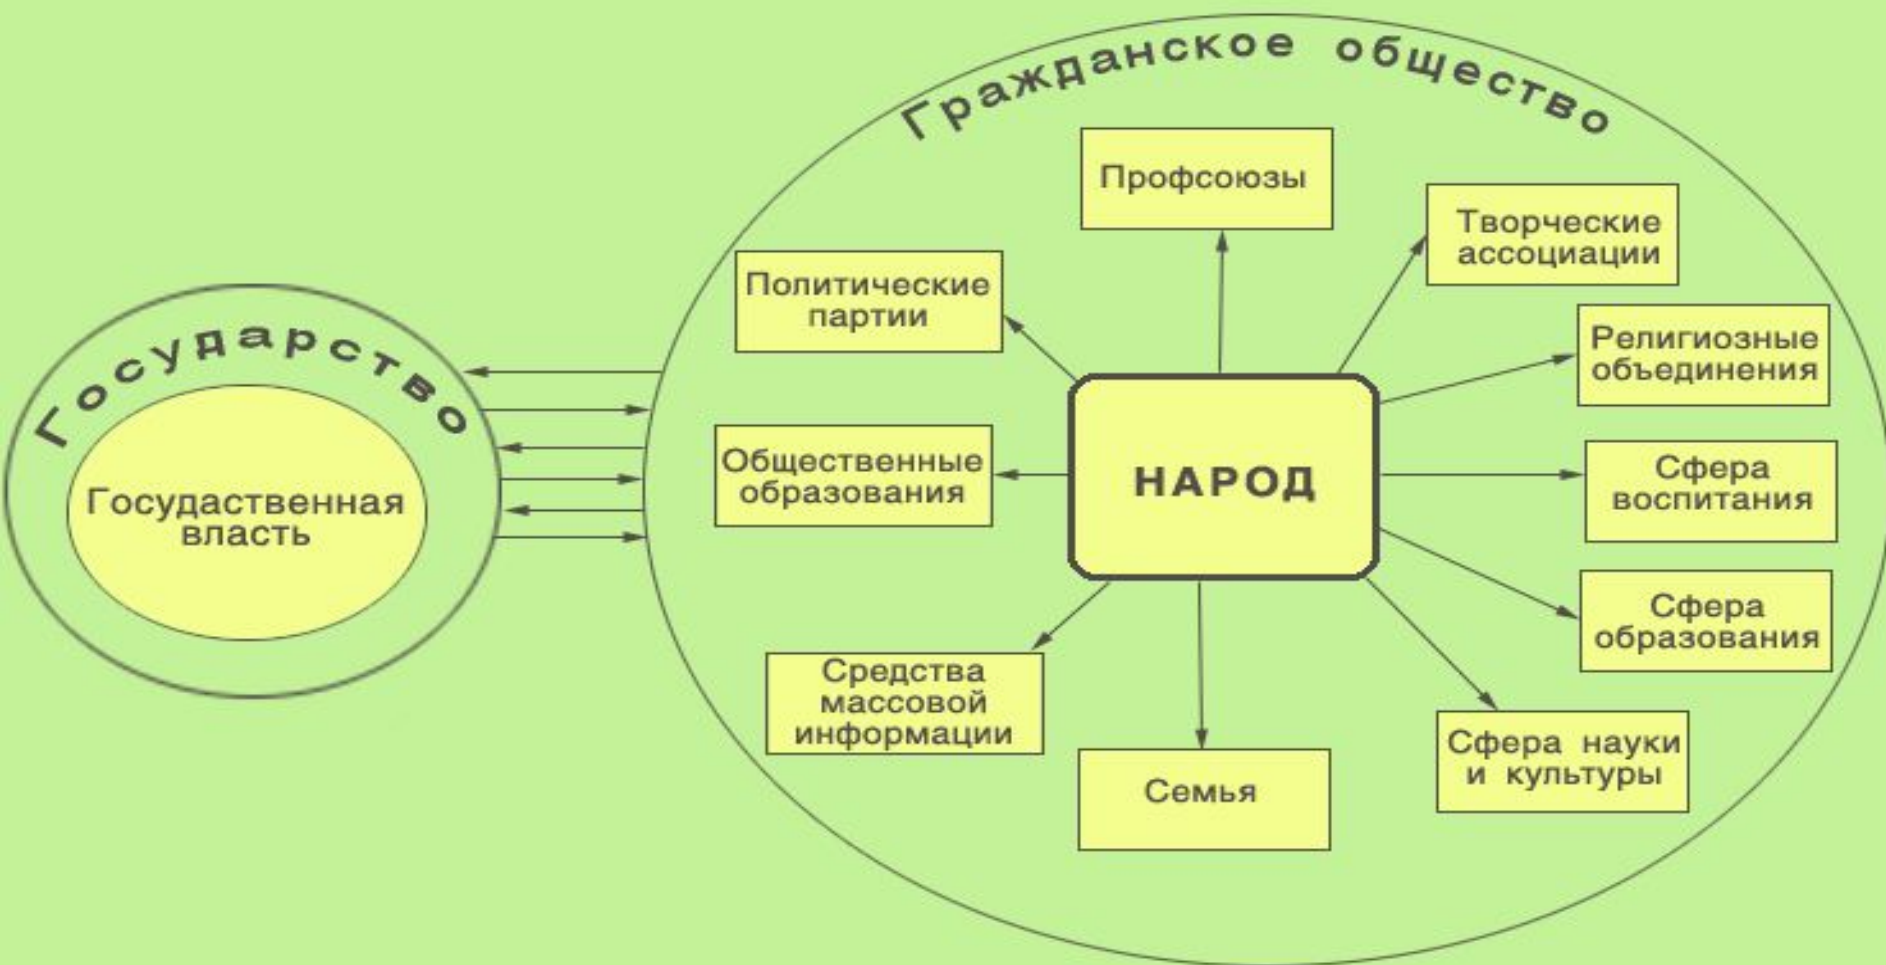 Гражданское общество
Профсоюзы
Творческие
ассоциации
Политические
партии
Религиозные
объединения
Государство
Государственная
власть
Общественные
образования
НАРОД
Сфера
воспитания
Сфера
образования
Средства
массовой
информации
Семья
Сфера науки
и культуры